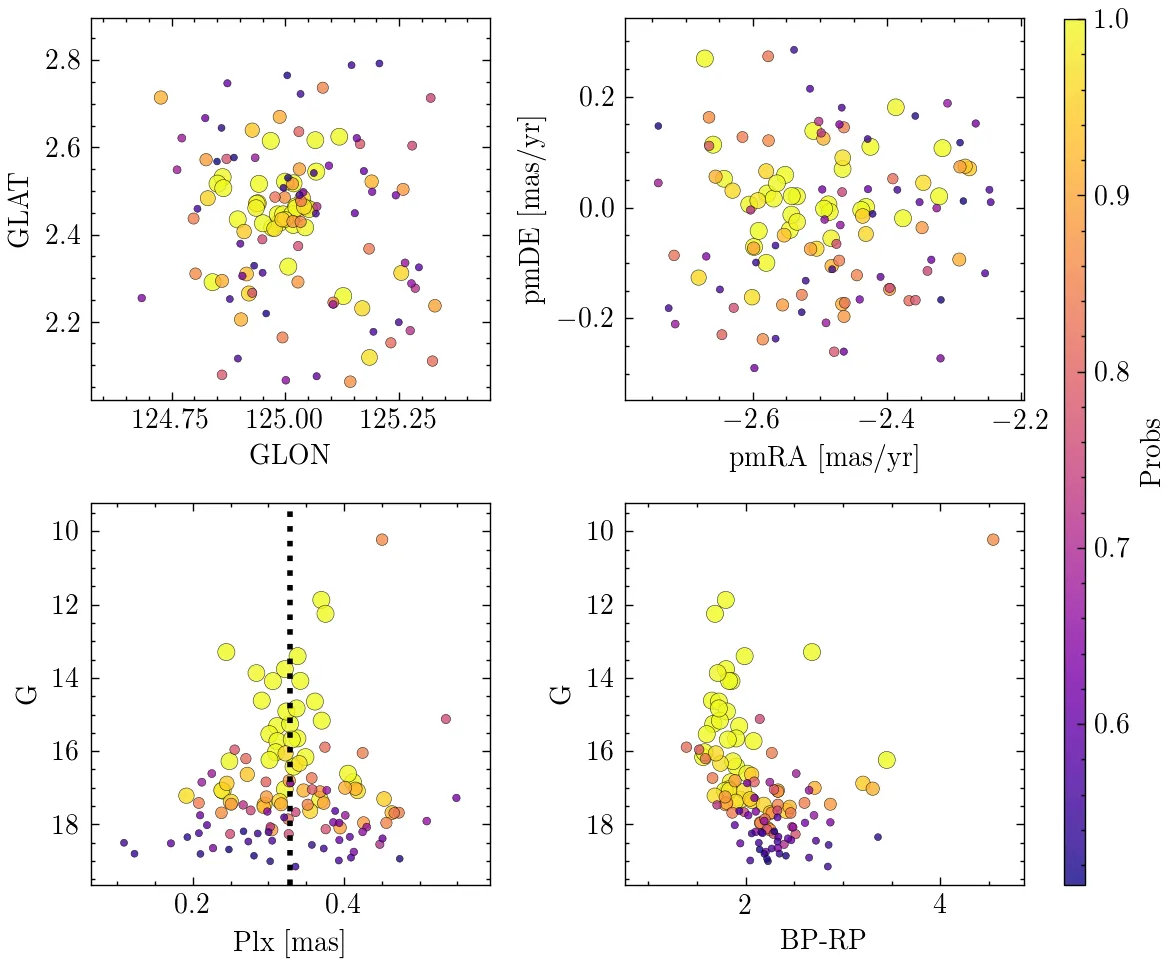 GLAT
2.8
2.6
2.4
2.2
124.75 125.00 125.25
GLON
pmDE [mas/yr]
0.2
0.0
−0.2
−2.6 −2.4 −2.2
pmRA [mas/yr]
G
10
12
14
16
18
0.2 0.4
Plx [mas]
G
10
12
14
16
18
2 4
BP-RP
1.0
0.9
0.8
0.7
0.6
Probs